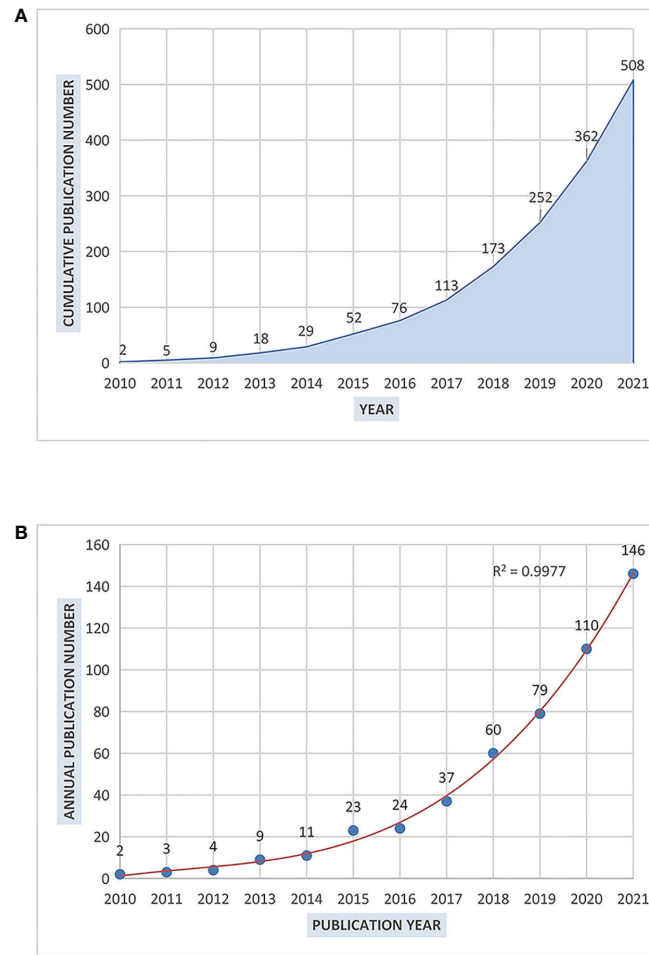 A
600
500
400
300
200
100
0
CUMULATIVE PUBLICATION NUMBER
2 5 9 18 29 52 76 113 173 252 362 508
2010 2011 2012 2013 2014 2015 2016 2017 2018 2019 2020 2021
YEAR
B
160
140
120
100
80
60
40
20
0
ANNUAL PUBLICATION NUMBER
R² = 0.9977
2 3 4 9 11 23 24 37 60 79 110 146
2010 2011 2012 2013 2014 2015 2016 2017 2018 2019 2020 2021
PUBLICATION YEAR